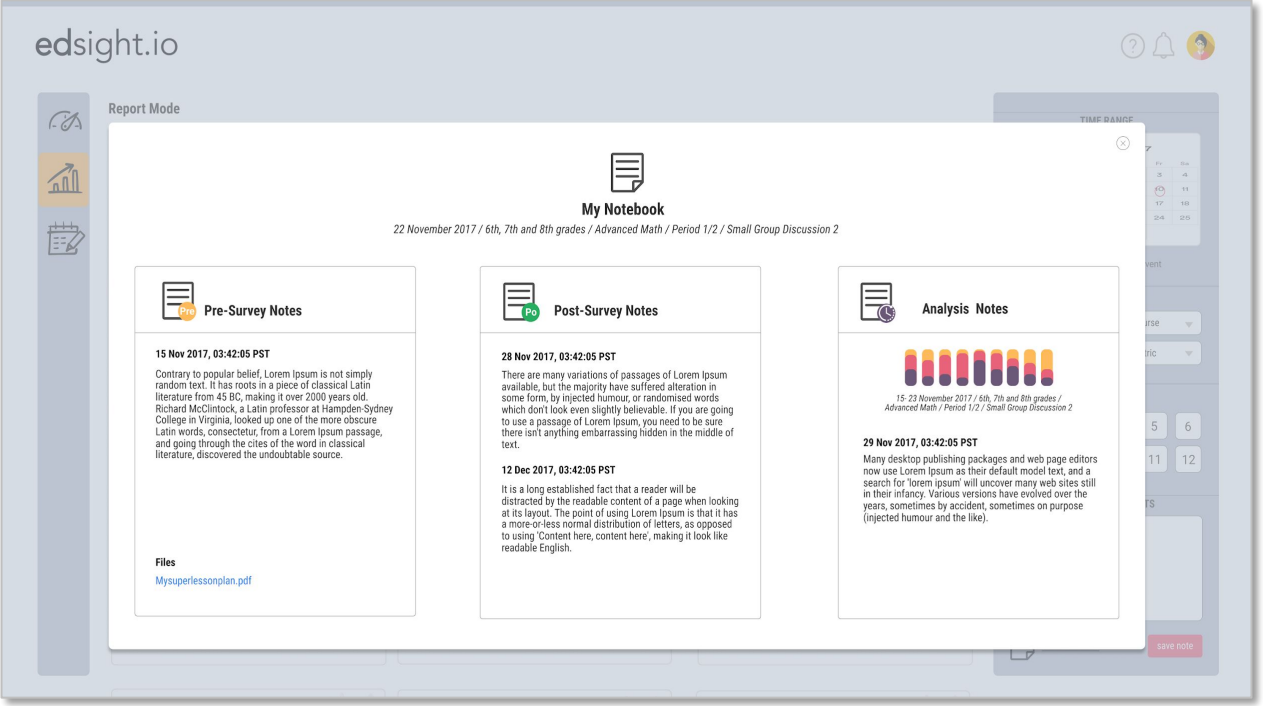 edsight.io
?
Report Mode
TIME RANGE
7
Fr Sa
3 4
10 11
17 18
24 25
My Notebook
22 November 2017 / 6th, 7th and 8th grades / Advanced Math / Period 1/2 / Small Group Discussion 2
Pre
Pre-Survey Notes
15 Nov 2017, 03:42:05 PST
Contrary to popular belief, Lorem Ipsum is not simply
random text. It has roots in a piece of classical Latin
literature from 45 BC, making it over 2000 years old.
Richard McClintock, a Latin professor at Hampden-Sydney
College in Virginia, looked up one of the more obscure
Latin words, consectetur, from a Lorem Ipsum passage,
and going through the cites of the word in classical
literature, discovered the undoubtable source.
Files
Mysuperlessonplan.pdf
Po
Post-Survey Notes
28 Nov 2017, 03:42:05 PST
There are many variations of passages of Lorem Ipsum
available, but the majority have suffered alteration in
some form, by injected humour, or randomised words
which don't look even slightly believable. If you are going
to use a passage of Lorem Ipsum, you need to be sure
there isn't anything embarrassing hidden in the middle of
text.
12 Dec 2017, 03:42:05 PST
It is a long established fact that a reader will be
distracted by the readable content of a page when looking
at its layout. The point of using Lorem Ipsum is that it has
a more-or-less normal distribution of letters, as opposed
to using 'Content here, content here', making it look like
readable English.
Analysis Notes
15- 23 November 2017 / 6th, 7th and 8th grades /
Advanced Math / Period 1/2 / Small Group Discussion 2
29 Nov 2017, 03:42:05 PST
Many desktop publishing packages and web page editors
now use Lorem Ipsum as their default model text, and a
search for 'lorem ipsum' will uncover many web sites still
in their infancy. Various versions have evolved over the
years, sometimes by accident, sometimes on purpose
(injected humour and the like).
vent
urse
tric
5 6
11 12
TS
save note